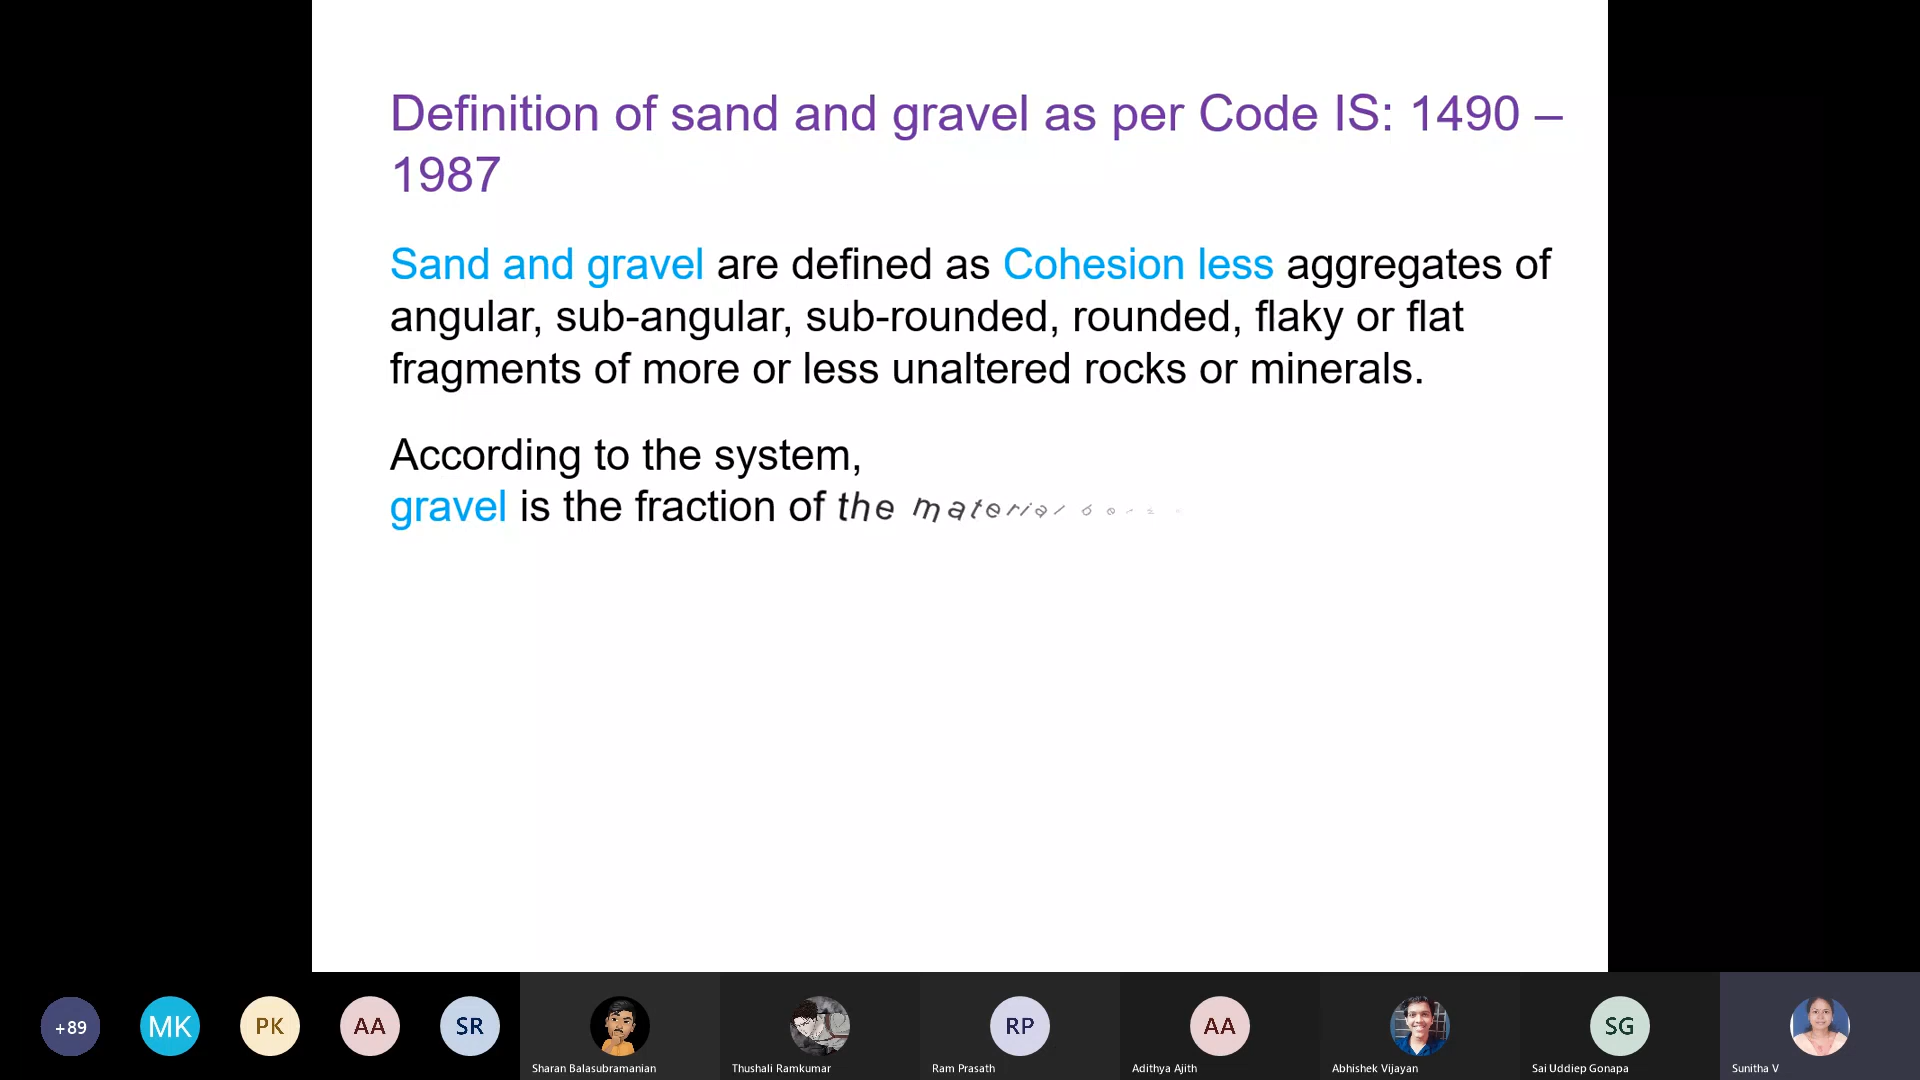 Definition of sand and gravel as per Code IS: 1490 –
1987
Sand and gravel are defined as Cohesion less aggregates of
angular, sub-angular, sub-rounded, rounded, flaky or flat
fragments of more or less unaltered rocks or minerals.
According to the system,
gravel is the fraction of the material
+89
MK
PK
AA
SR
RP
AA
SG
Sharan Balasubramanian
Thushali Ramkumar
Ram Prasath
Adithya Ajith
Abhishek Vijayan
Sai Uddiep Gonapa
Sunitha V